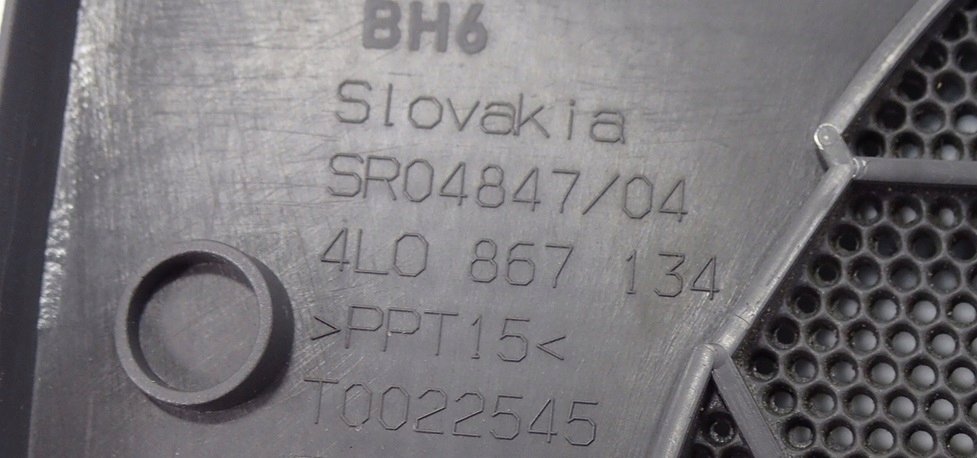 BH6
Slovakia
SR04847/04
4L0 867 134
>PPT15<
T0022545